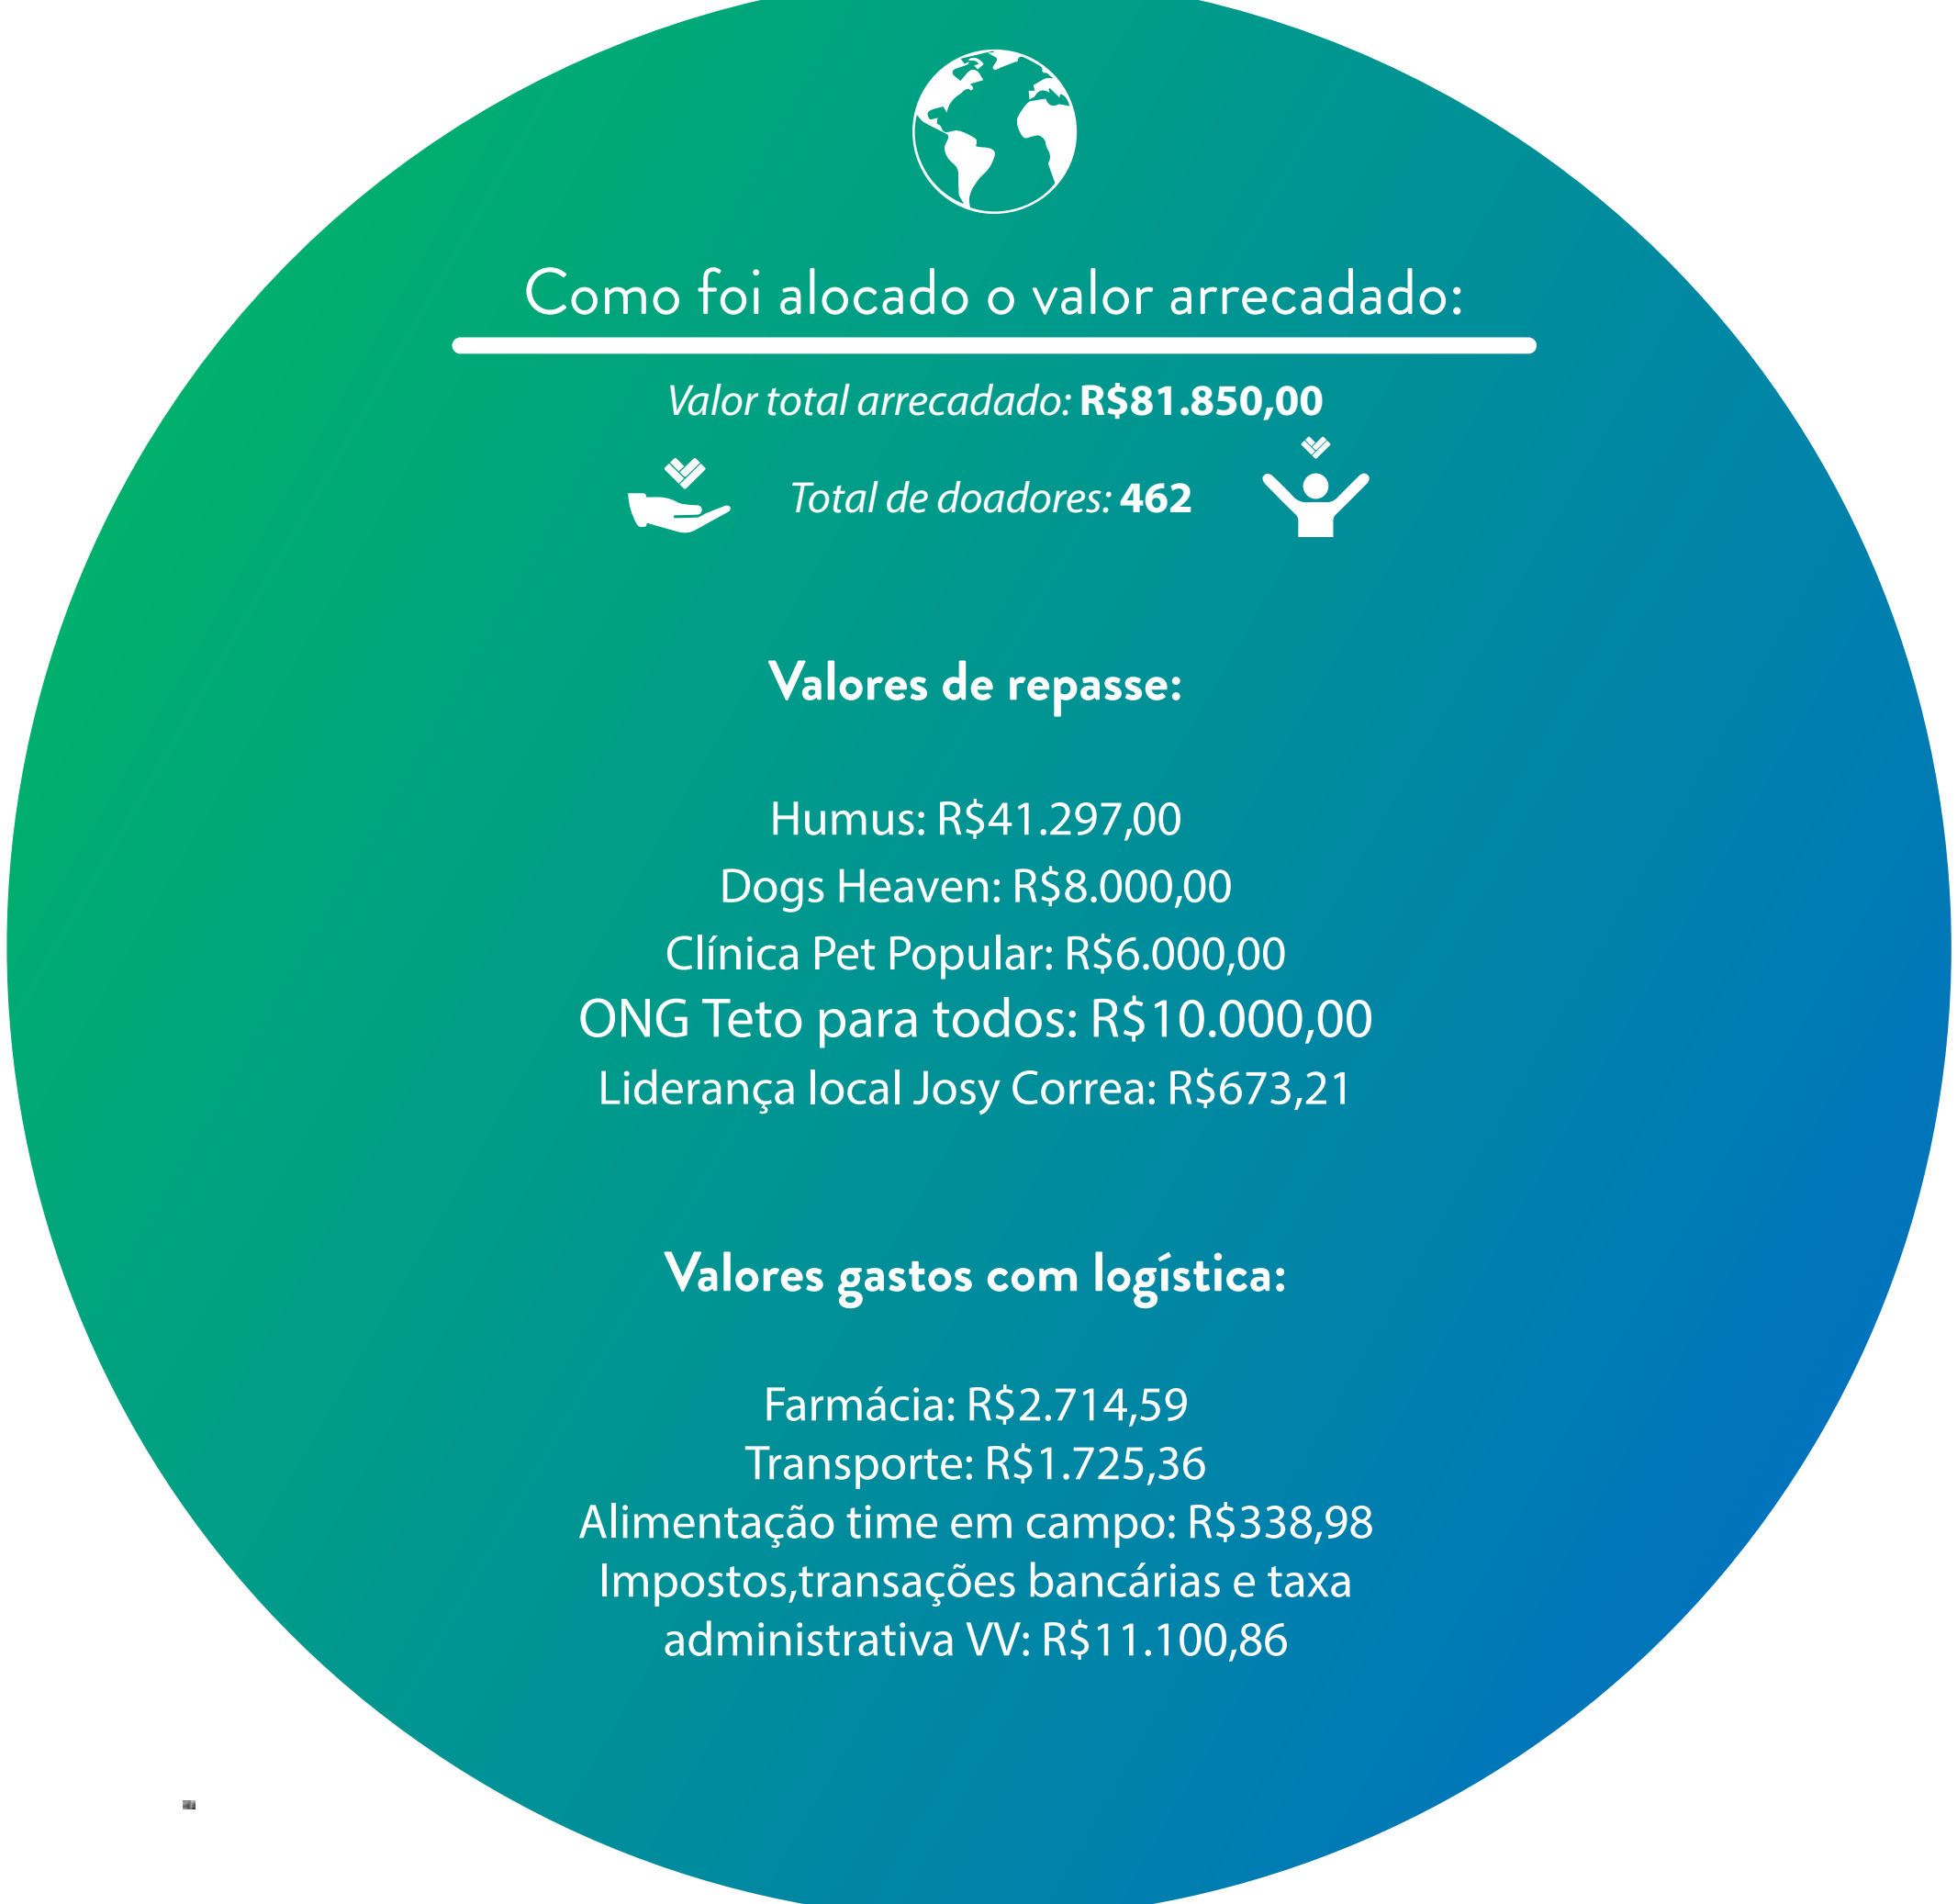 Como foi alocado o valor arrecadado:
Valor total arrecadado: R$81.850,00
Total de doadores: 462
Valores de repasse:
Humus: R$41.297,00
Dogs Heaven: R$8.000,00
Clínica Pet Popular: R$6.000,00
ONG Teto para todos: R$10.000,00
Liderança local Josy Correa: R$673,21
Valores gastos com logística:
Farmácia: R$2.714,59
Transporte: R$1.725,36
Alimentação time em campo: R$338,98
Impostos,transações bancárias e taxa
administrativa W: R$11.100,86